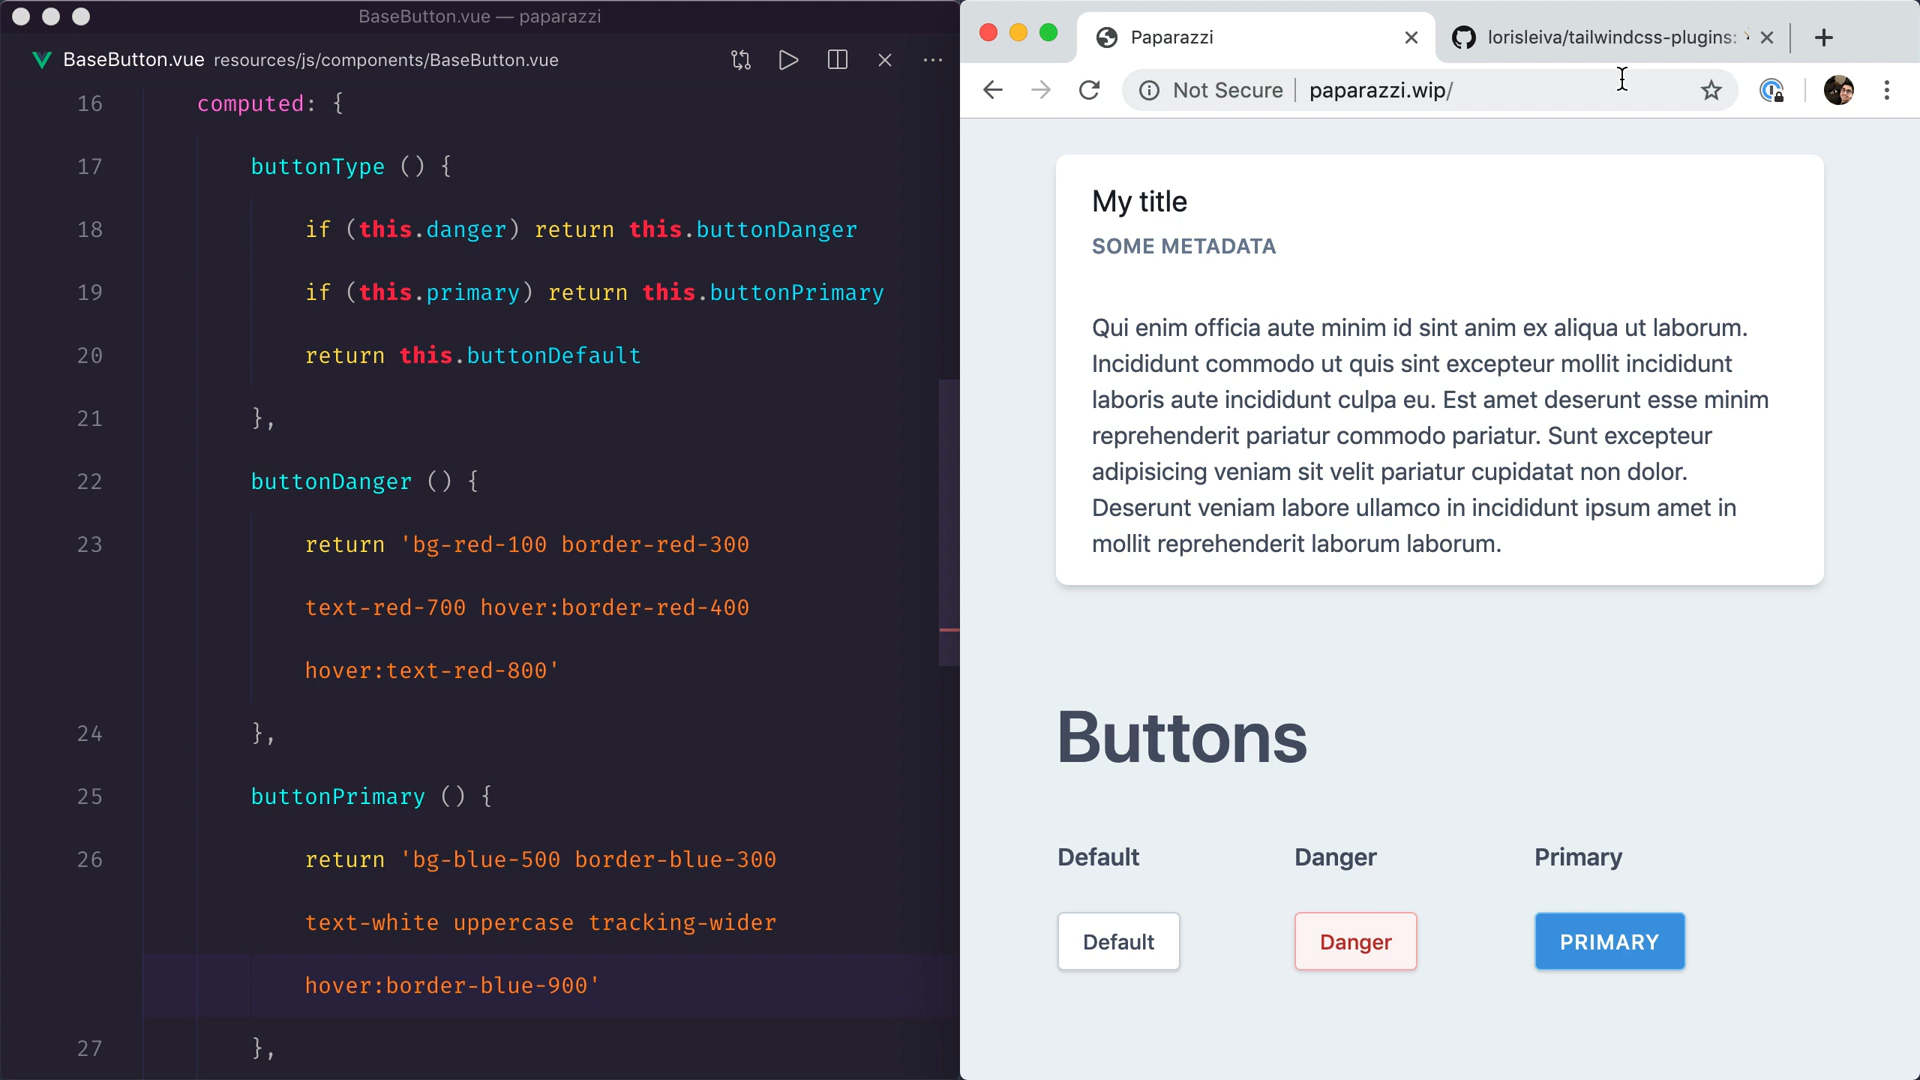 BaseButton.vue — paparazzi
BaseButton.vue resources/js/components/BaseButton.vue
16 computed: {
17 buttonType () {
18 if (this.danger) return this.buttonDanger
19 if (this.primary) return this.buttonPrimary
20 return this.buttonDefault
21 },
22 buttonDanger () {
23 return 'bg-red-100 border-red-300
text-red-700 hover:border-red-400
hover:text-red-800'
24 },
25 buttonPrimary () {
26 return 'bg-blue-500 border-blue-300
text-white uppercase tracking-wider
hover:border-blue-900'
27 },
Paparazzi
lorisleiva/tailwindcss-plugins:
Not Secure paparazzi.wip/
My title
SOME METADATA
Qui enim officia aute minim id sint anim ex aliqua ut laborum.
Incididunt commodo ut quis sint excepteur mollit incididunt
laboris aute incididunt culpa eu. Est amet deserunt esse minim
reprehenderit pariatur commodo pariatur. Sunt excepteur
adipisicing veniam sit velit pariatur cupidatat non dolor.
Deserunt veniam labore ullamco in incididunt ipsum amet in
mollit reprehenderit laborum laborum.
Buttons
Default Danger Primary
Default Danger PRIMARY